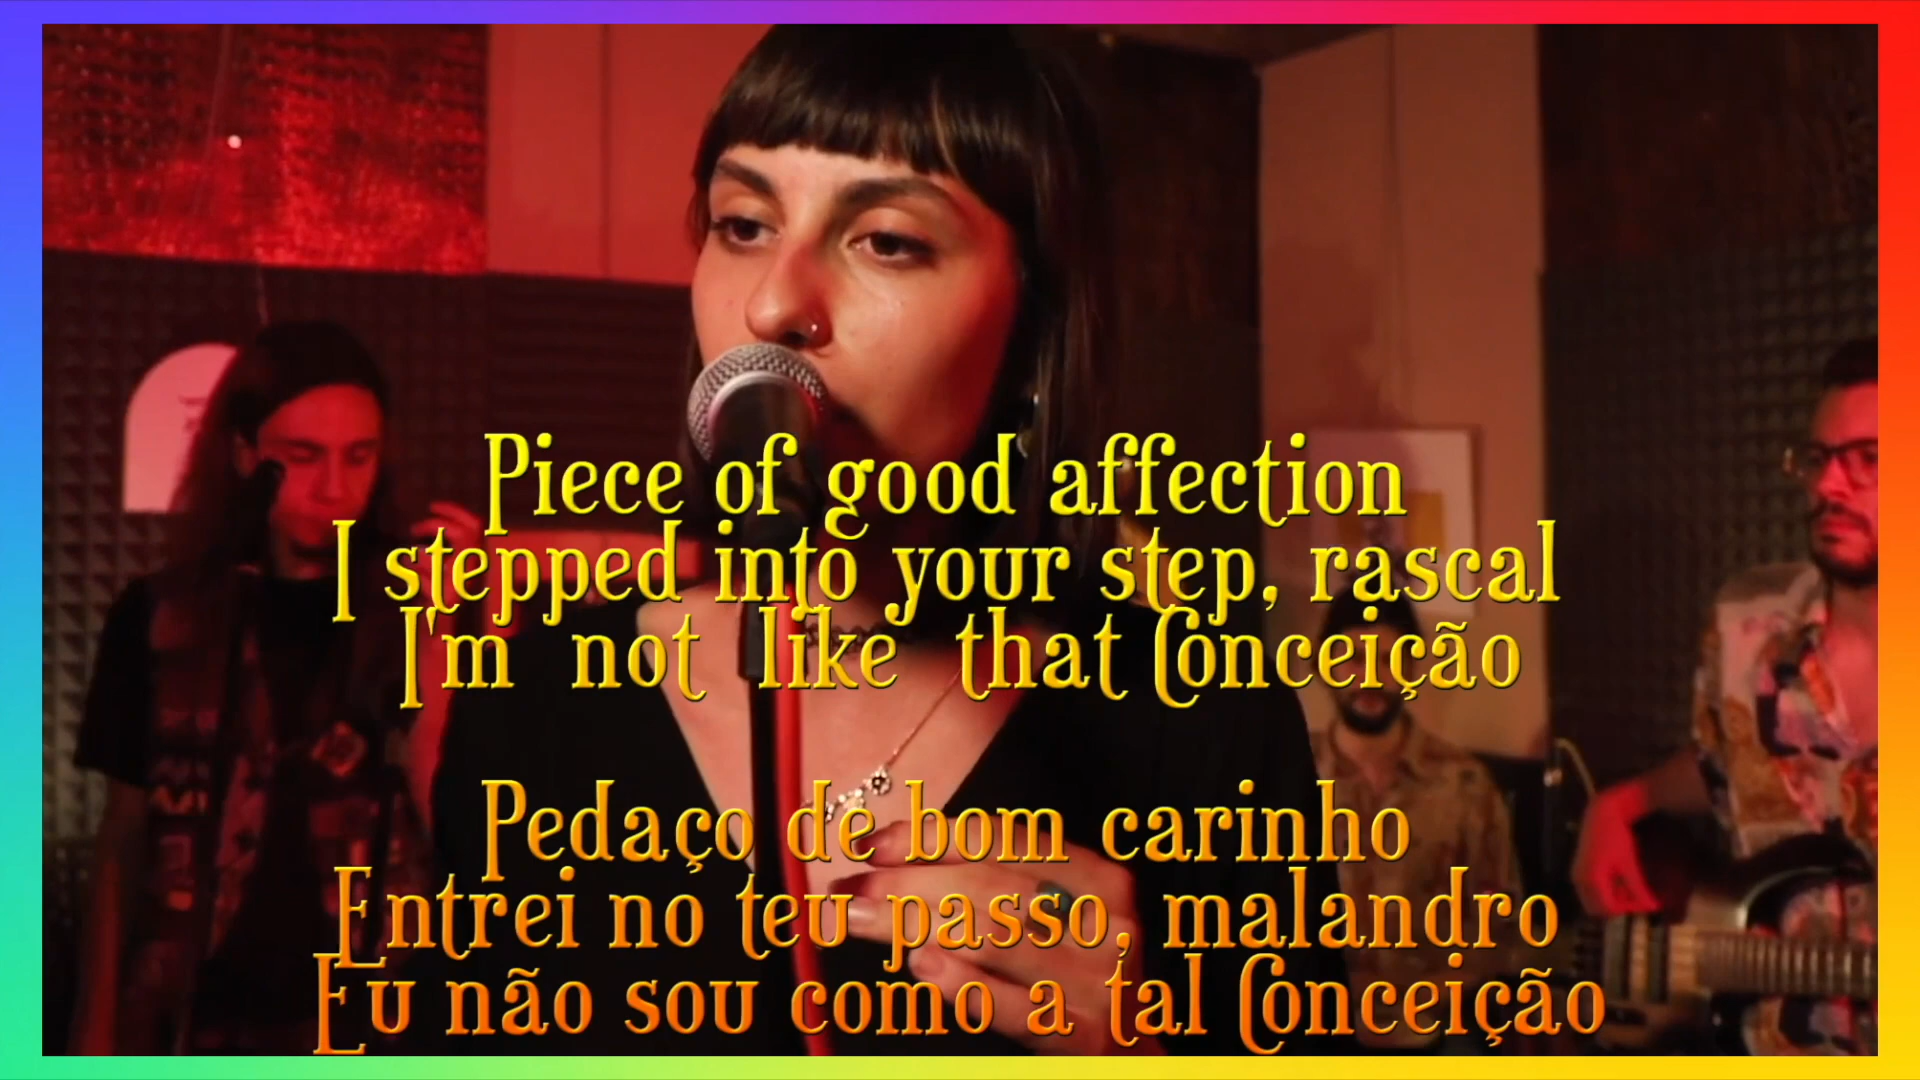 Piece of good affection
I stepped into your step, rascal
I'm not like that Conceição
Pedaço de bom carinho
Entrei no teu passo, malandro
Eu não sou como a tal Conceição